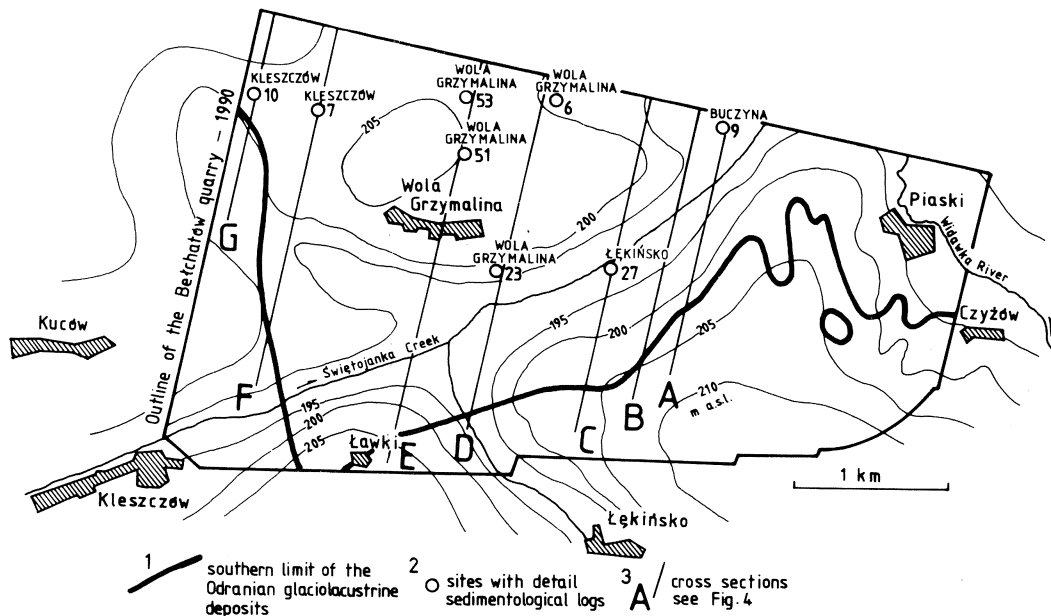 KLESZCZÓW
10
KLESZCZÓW
7
WOLA
GRZYMALINA
53
WOLA
GRZYMALINA
6
BUCZYNA
9
205
WOLA
GRZYMALINA
51
Wola
Grzymalina
Outline of the Bełchatów quarry - 1990
200
Piaski
Widawka River
G
WOLA
GRZYMALINA
23
ŁĘKIŃSKO
27
195
200
205
Kuców
Czyżów
Świętojanka Creek
F
195
200
205
210
m a.s.l.
B
A
Ławki
E
D
C
Kleszczów
1 km
Łękińsko
1
southern limit of the
Odranian glaciolacustrine
deposits
2
sites with detail
sedimentological logs
3
A
cross sections
see Fig. 4